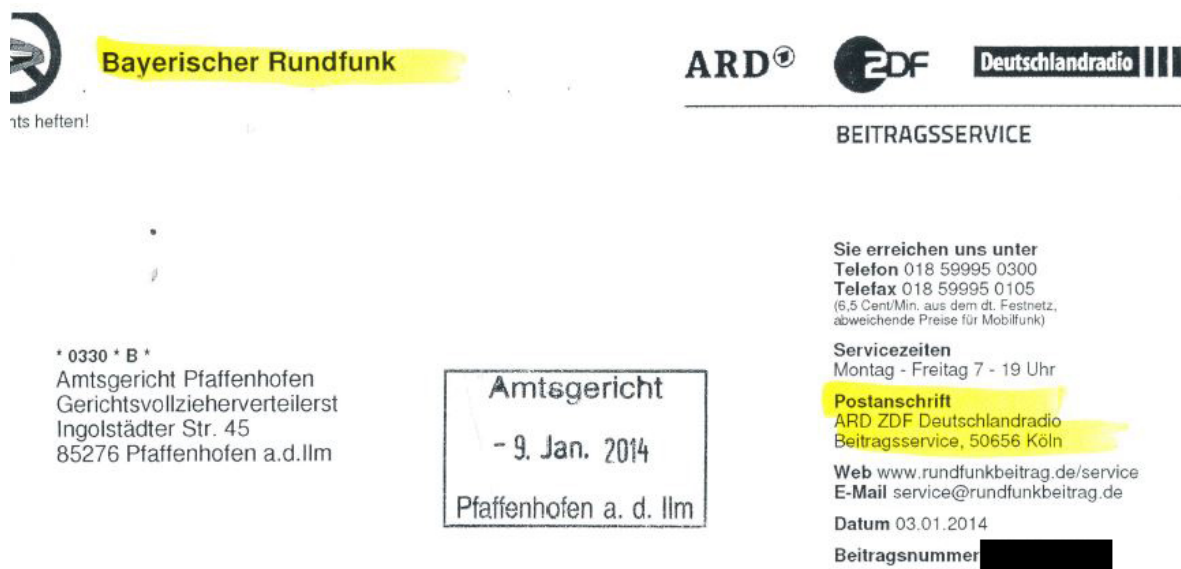 Bayerischer Rundfunk
ARD
ZDF
Deutschlandradio
heften!
BEITRAGSSERVICE
Sie erreichen uns unter
Telefon 018 59995 0300
Telefax 018 59995 0105
(6,5 Cent/Min. aus dem dt. Festnetz,
abweichende Preise für Mobilfunk)
Servicezeiten
Montag - Freitag 7 - 19 Uhr
Postanschrift
ARD ZDF Deutschlandradio
Beitragsservice, 50656 Köln
Web www.rundfunkbeitrag.de/service
E-Mail service@rundfunkbeitrag.de
Datum 03.01.2014
Beitragsnummer
* 0330 * B *
Amtsgericht Pfaffenhofen
Gerichtsvollzieherverteilerst
Ingolstädter Str. 45
85276 Pfaffenhofen a.d.Ilm
Amtsgericht
- 9. Jan. 2014
Pfaffenhofen a. d. Ilm